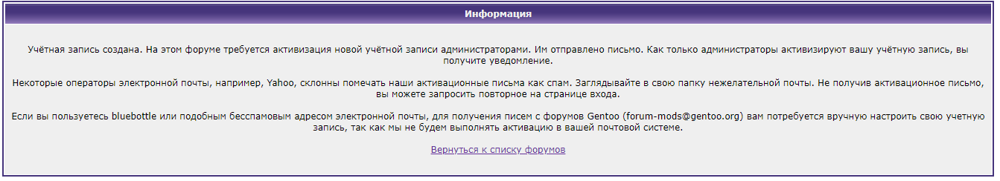 Информация
Учётная запись создана. На этом форуме требуется активизация новой учётной записи администраторами. Им отправлено письмо. Как только администраторы активизируют вашу учётную запись, вы
получите уведомление.
Некоторые операторы электронной почты, например, Yahoo, склонны помечать наши активационные письма как спам. Заглядывайте в свою папку нежелательной почты. Не получив активационное письмо,
вы можете запросить повторное на странице входа.
Если вы пользуетесь bluebottle или подобным бесспамовым адресом электронной почты, для получения писем с форумов Gentoo (forum-mods@gentoo.org) вам потребуется вручную настроить свою учетную
запись, так как мы не будем выполнять активацию в вашей почтовой системе.
Вернуться к списку форумов